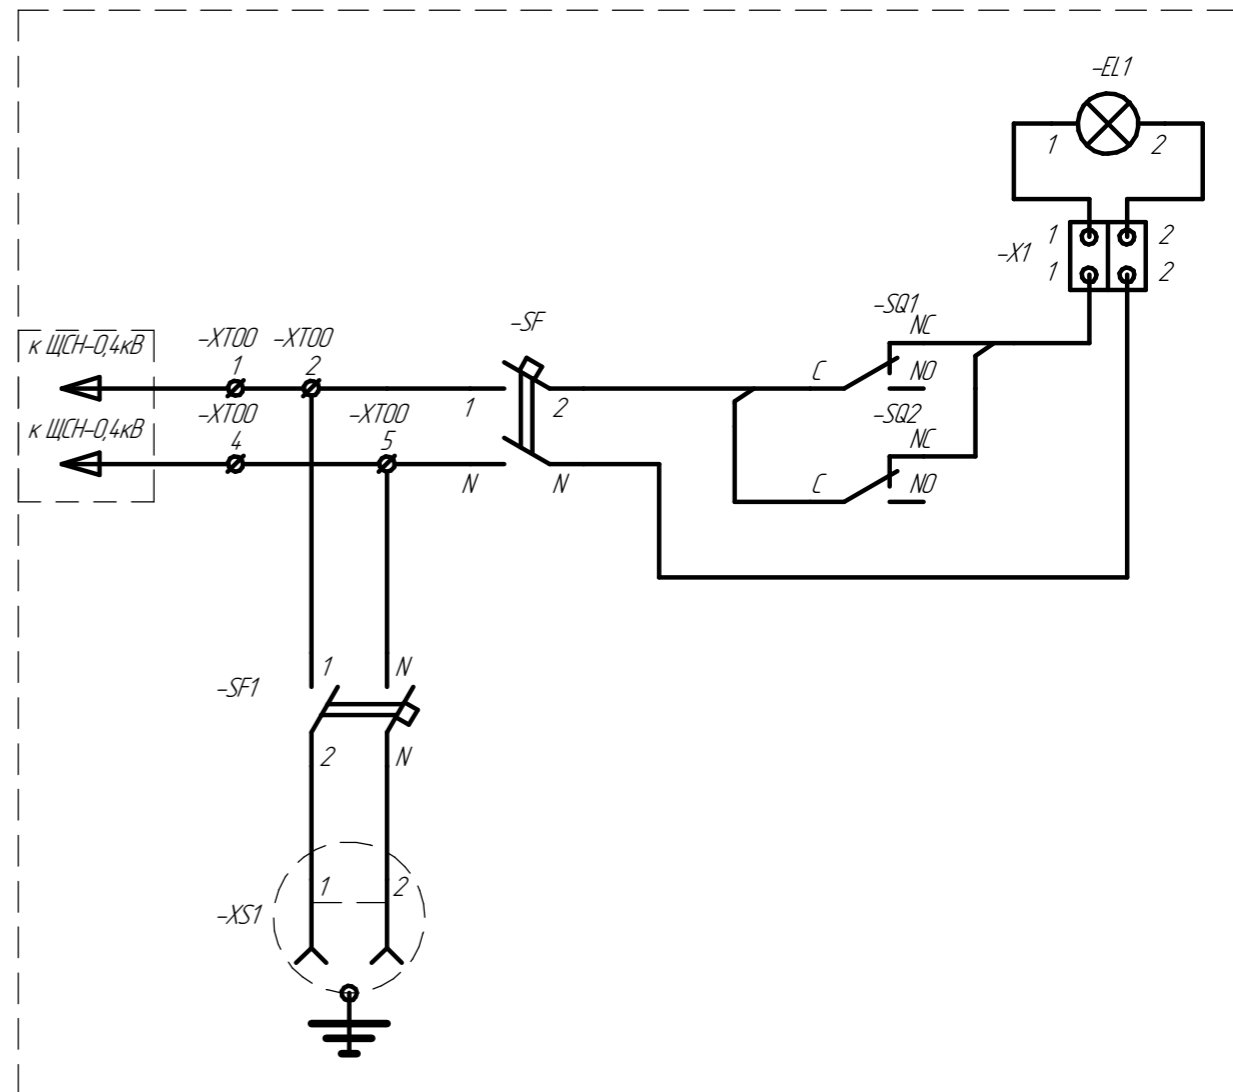 -EL1
1 2
1 2
-X1
1 2
-SQ1
NC
-SF
к ЩСН-0,4кВ
-XT00 -XT00
1 2
C NO
1 2
-SQ2
к ЩСН-0,4кВ
-XT00 -XT00
4 5
NC
N N
C NO
1 N
-SF1
2 N
1 2
-XS1